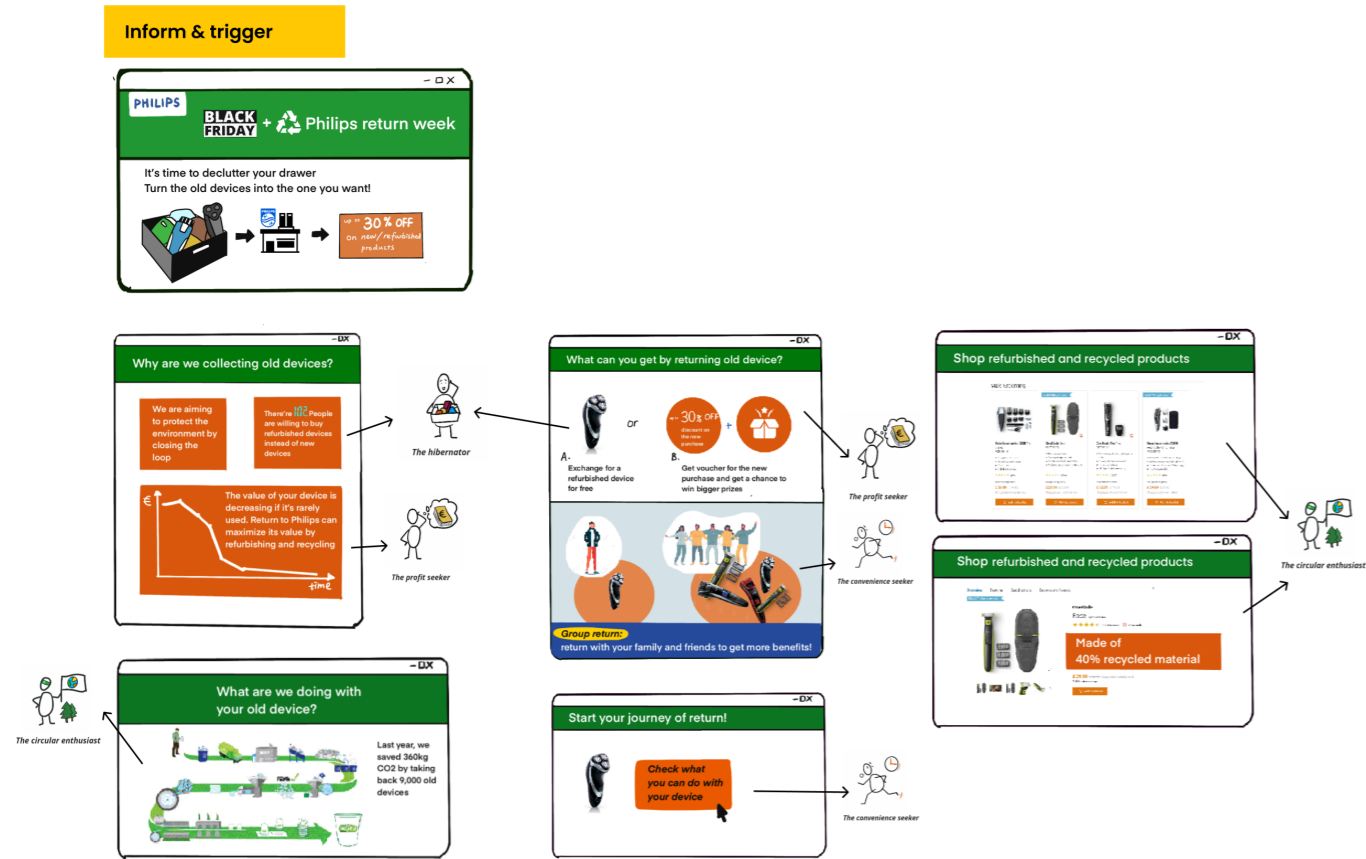 Inform & trigger
PHILIPS
BLACK
FRIDAY
+
Philips return week
It's time to declutter your drawer
Turn the old devices into the one you want!
PHILIPS
up to 30% OFF
on new/refurbished
products
Why are we collecting old devices?
We are aiming
to protect the
environment by
closing the
loop
There're 102 People
are willing to buy
refurbished devices
instead of new
devices
The hibernator
€
The value of your device is
decreasing if it's rarely
used. Return to Philips can
maximize its value by
refurbishing and recycling
time
€
The profit seeker
What can you get by returning old device?
or
up to 30% OFF
discount on
the new
purchase
+
A.
Exchange for a
refurbished device
for free
B.
Get voucher for the new
purchase and get a chance to
win bigger prizes
€
The profit seeker
The convenience seeker
Group return:
return with your family and friends to get more benefits!
Shop refurbished and recycled products
Male Grooming
Shop refurbished and recycled products
Made of
40% recycled material
The circular enthusiast
The circular enthusiast
What are we doing with
your old device?
Last year, we
saved 360kg
CO2 by taking
back 9,000 old
devices
Start your journey of return!
Check what
you can do with
your device
The convenience seeker